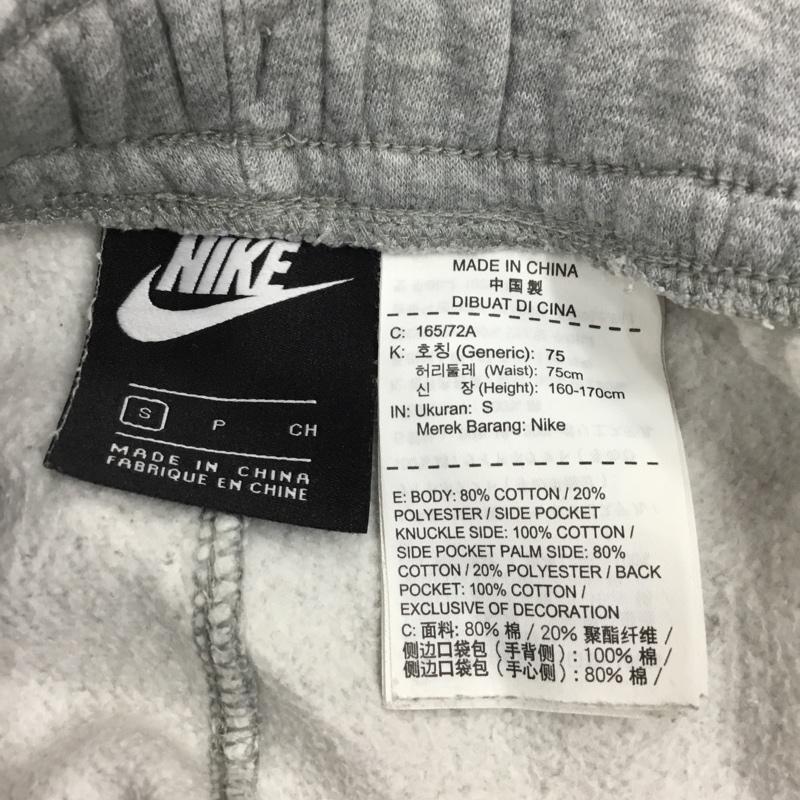 NIKE
S P CH
MADE IN CHINA
FABRIQUE EN CHINE
MADE IN CHINA
中国製
DIBUAT DI CINA
C: 165/72A
K: 호칭 (Generic): 75
허리둘레 (Waist): 75cm
신 장 (Height): 160-170cm
IN: Ukuran: S
Merek Barang: Nike
E: BODY: 80% COTTON / 20%
POLYESTER / SIDE POCKET
KNUCKLE SIDE: 100% COTTON /
SIDE POCKET PALM SIDE: 80%
COTTON / 20% POLYESTER / BACK
POCKET: 100% COTTON /
EXCLUSIVE OF DECORATION
C: 面料: 80% 棉 / 20% 聚酯纤维 /
侧边口袋包（手背侧）: 100% 棉 /
侧边口袋包（手心侧）: 80% 棉 /